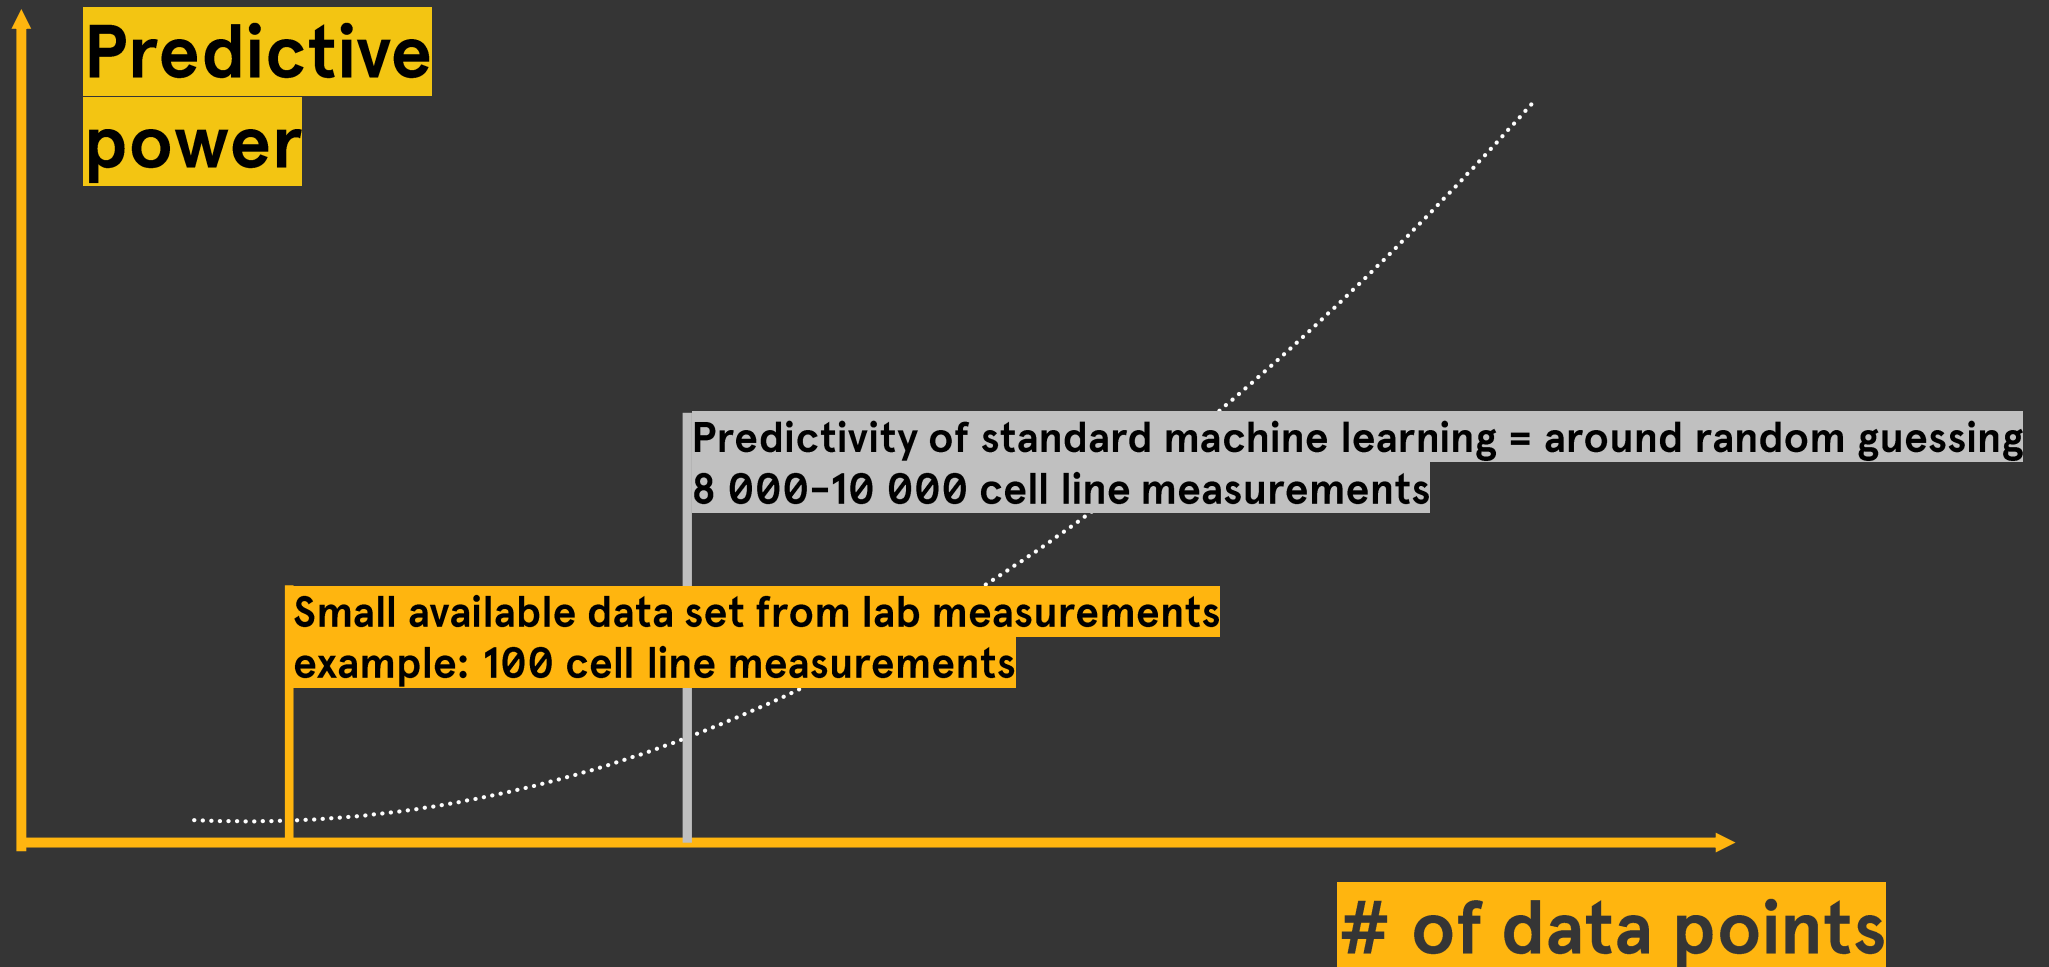 Predictive
power
Predictivity of standard machine learning = around random guessing
8 000-10 000 cell line measurements
Small available data set from lab measurements
example: 100 cell line measurements
# of data points